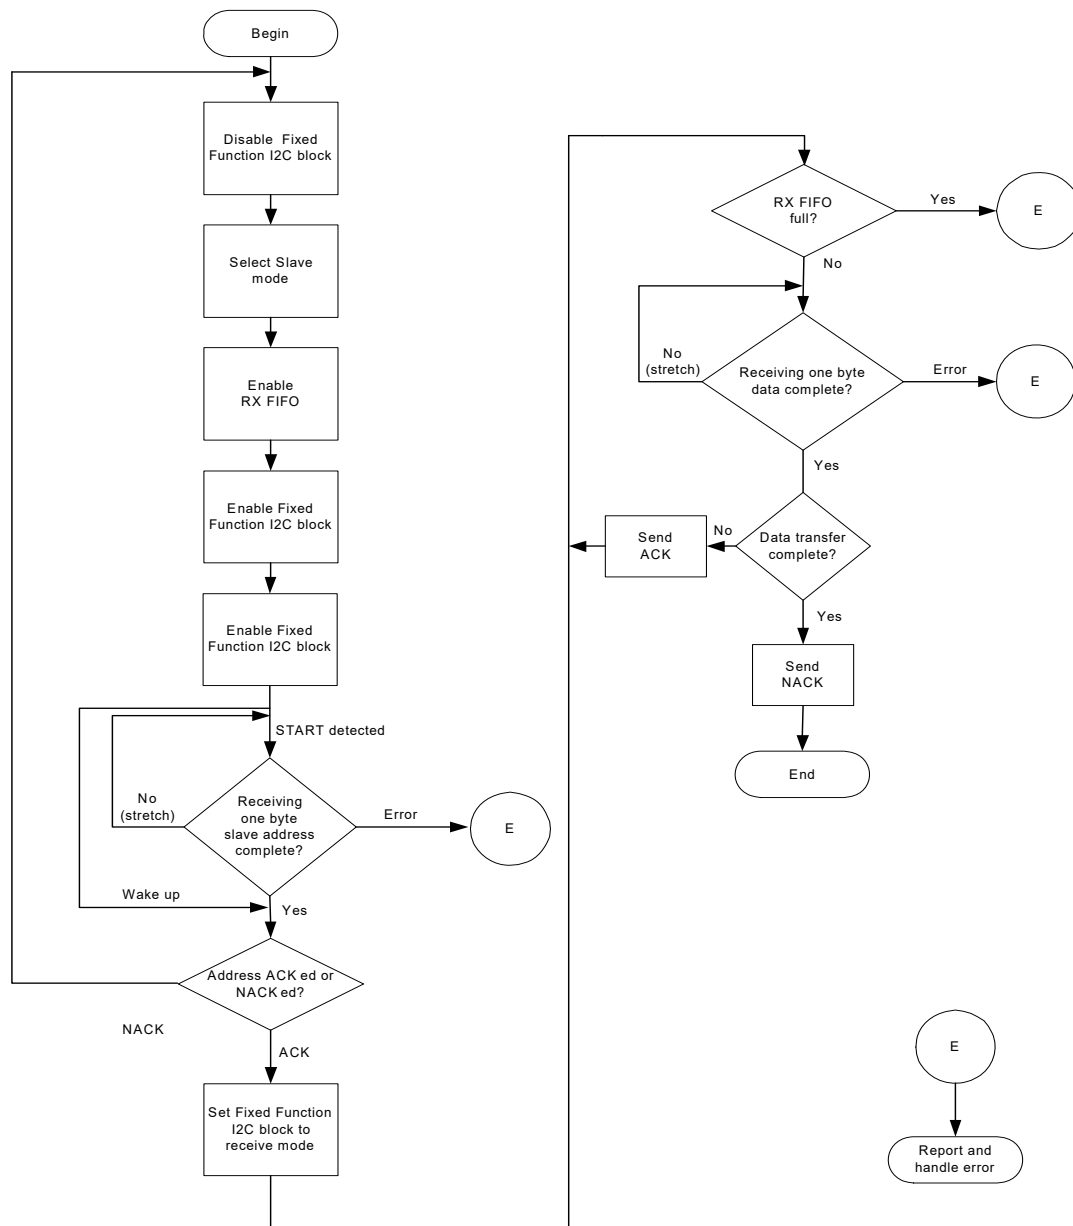 Begin
Disable Fixed
Function I2C block
Select Slave
mode
Enable
RX FIFO
Enable Fixed
Function I2C block
Enable Fixed
Function I2C block
START detected
No
(stretch)
Receiving
one byte
slave address
complete?
Error
E
Wake up
Yes
Address ACK ed or
NACK ed?
NACK
ACK
Set Fixed Function
I2C block to
receive mode
RX FIFO
full?
Yes
E
No
No
(stretch)
Receiving one byte
data complete?
Error
E
Yes
Send
ACK
No
Data transfer
complete?
Yes
Send
NACK
End
E
Report and
handle error